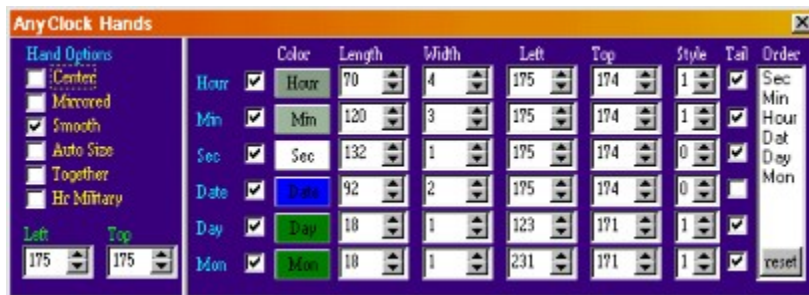 AnyClock Hands
Hand Options
Center
Mirrored
Smooth
Auto Size
Together
Hr Military
Left Top
175 175
Color Length Width Left Top Style Tail Order
Hour Hour 70 4 175 174 1
Min Min 120 3 175 174 1
Sec Sec 132 1 175 174 0
Date Date 92 2 175 174 0
Day Day 18 1 123 171 1
Mon Mon 18 1 231 171 1
Sec
Min
Hour
Dat
Day
Mon
reset